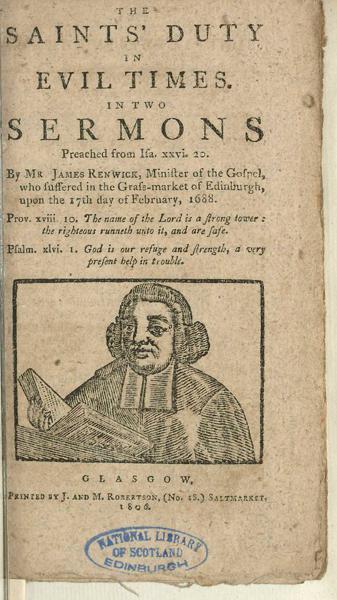 THE
SAINTS' DUTY
IN
EVIL TIMES.
IN TWO
SERMONS
Preached from Isa. xxvi. 20.
By MR JAMES RENWICK, Minister of the Gospel,
who suffered in the Grass-market of Edinburgh,
upon the 17th day of February, 1688.
Prov. xviii. 10. The name of the Lord is a strong tower :
the righteous runneth unto it, and are safe.
Psalm. xlvi. 1. God is our refuge and strength, a very
present help in trouble.
GLASGOW,
PRINTED BY J. AND M. ROBERTSON, (No. 18.) SALTMARKET,
1806.
NATIONAL LIBRARY
OF SCOTLAND
EDINBURGH